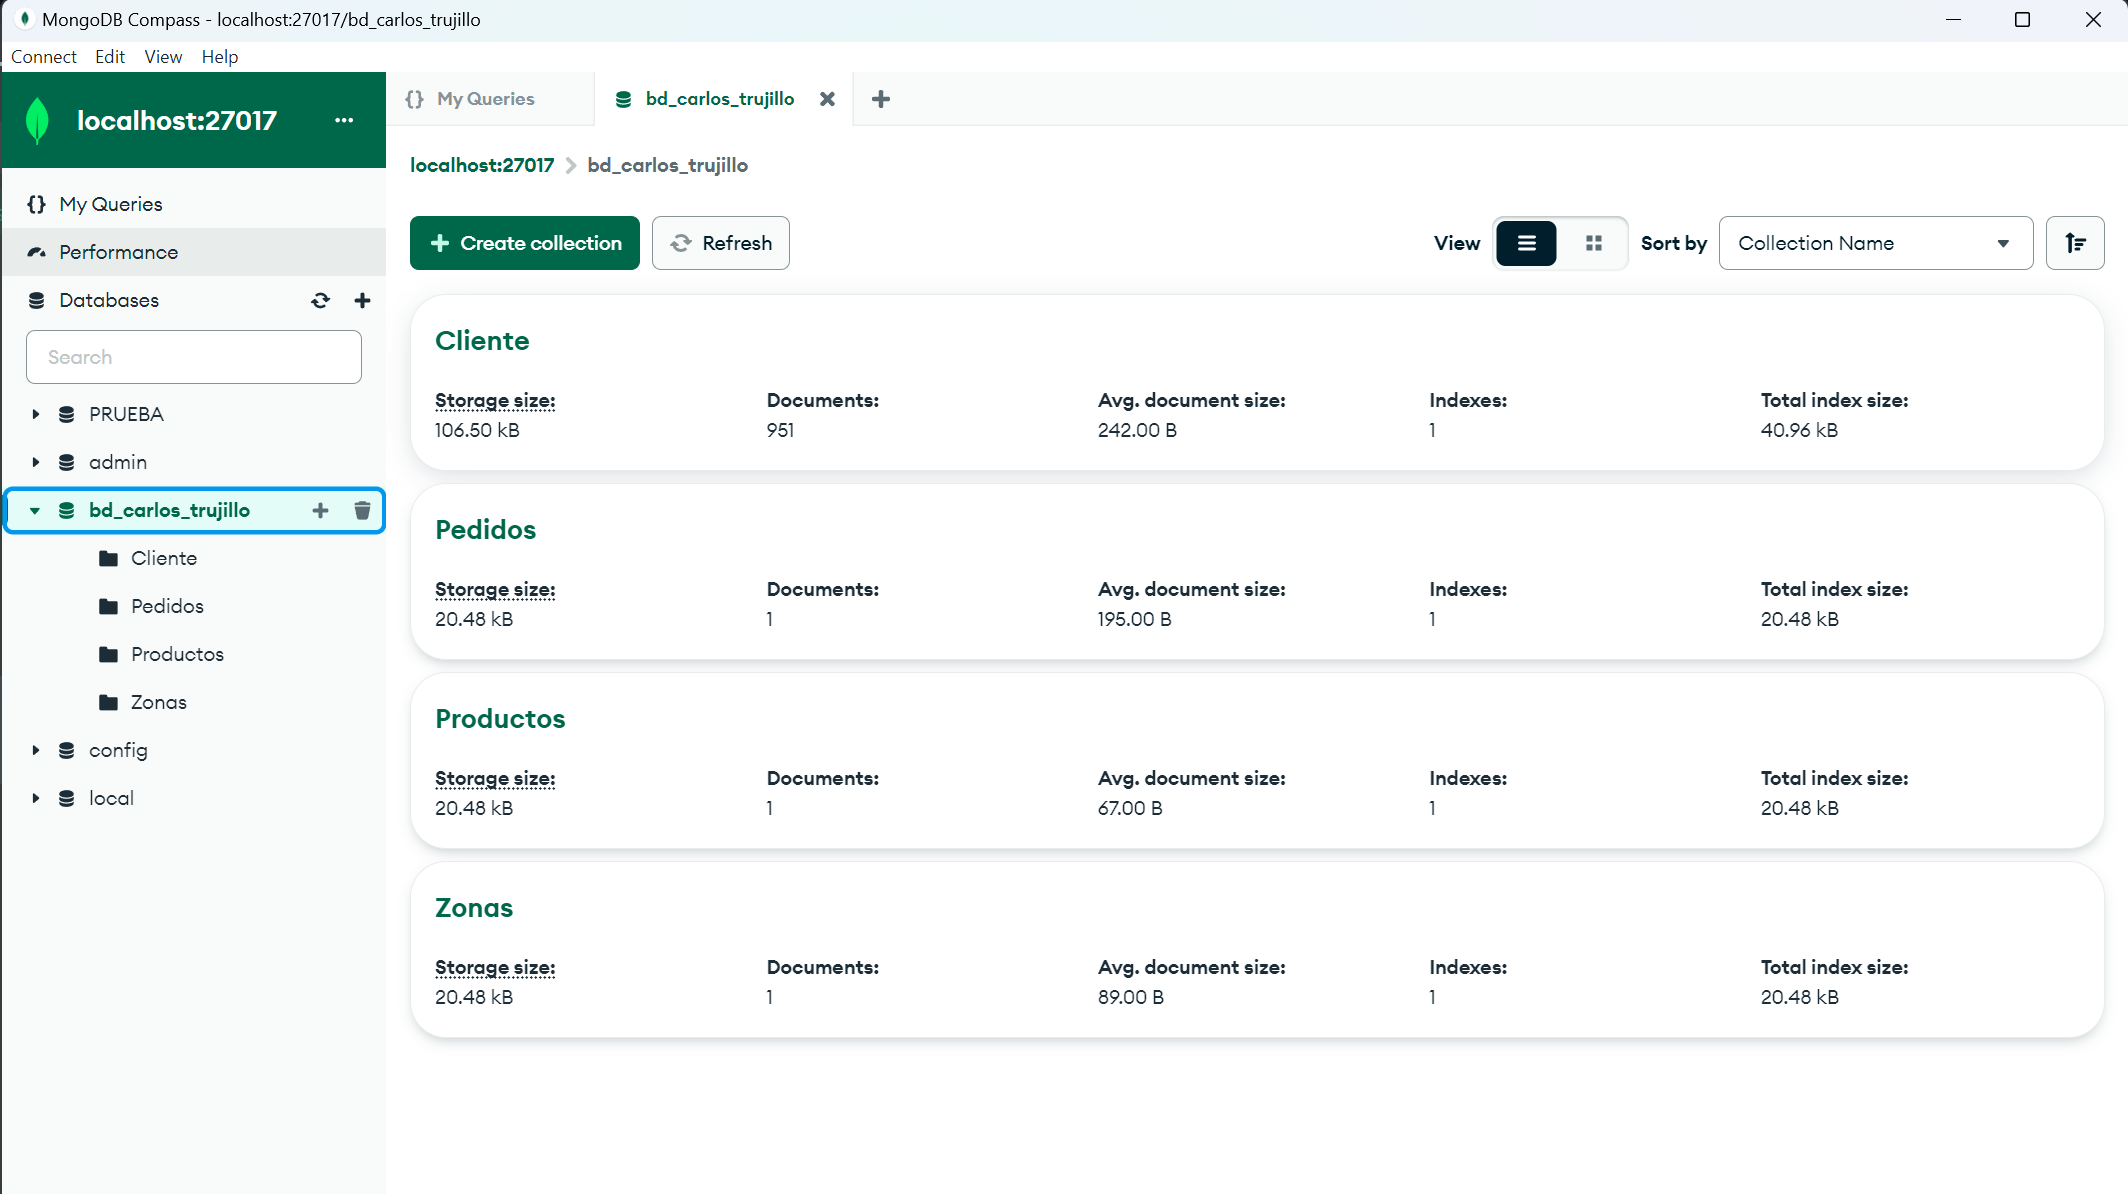 MongoDB Compass - localhost:27017/bd_carlos_trujillo
Connect Edit View Help
localhost:27017 ...
{} My Queries
bd_carlos_trujillo
localhost:27017 > bd_carlos_trujillo
{} My Queries
Performance
Databases
Search
PRUEBA
admin
bd_carlos_trujillo
Cliente
Pedidos
Productos
Zonas
config
local
+ Create collection
Refresh
View
Sort by
Collection Name
Cliente
Storage size: Documents: Avg. document size: Indexes: Total index size:
106.50 kB 951 242.00 B 1 40.96 kB
Pedidos
Storage size: Documents: Avg. document size: Indexes: Total index size:
20.48 kB 1 195.00 B 1 20.48 kB
Productos
Storage size: Documents: Avg. document size: Indexes: Total index size:
20.48 kB 1 67.00 B 1 20.48 kB
Zonas
Storage size: Documents: Avg. document size: Indexes: Total index size:
20.48 kB 1 89.00 B 1 20.48 kB